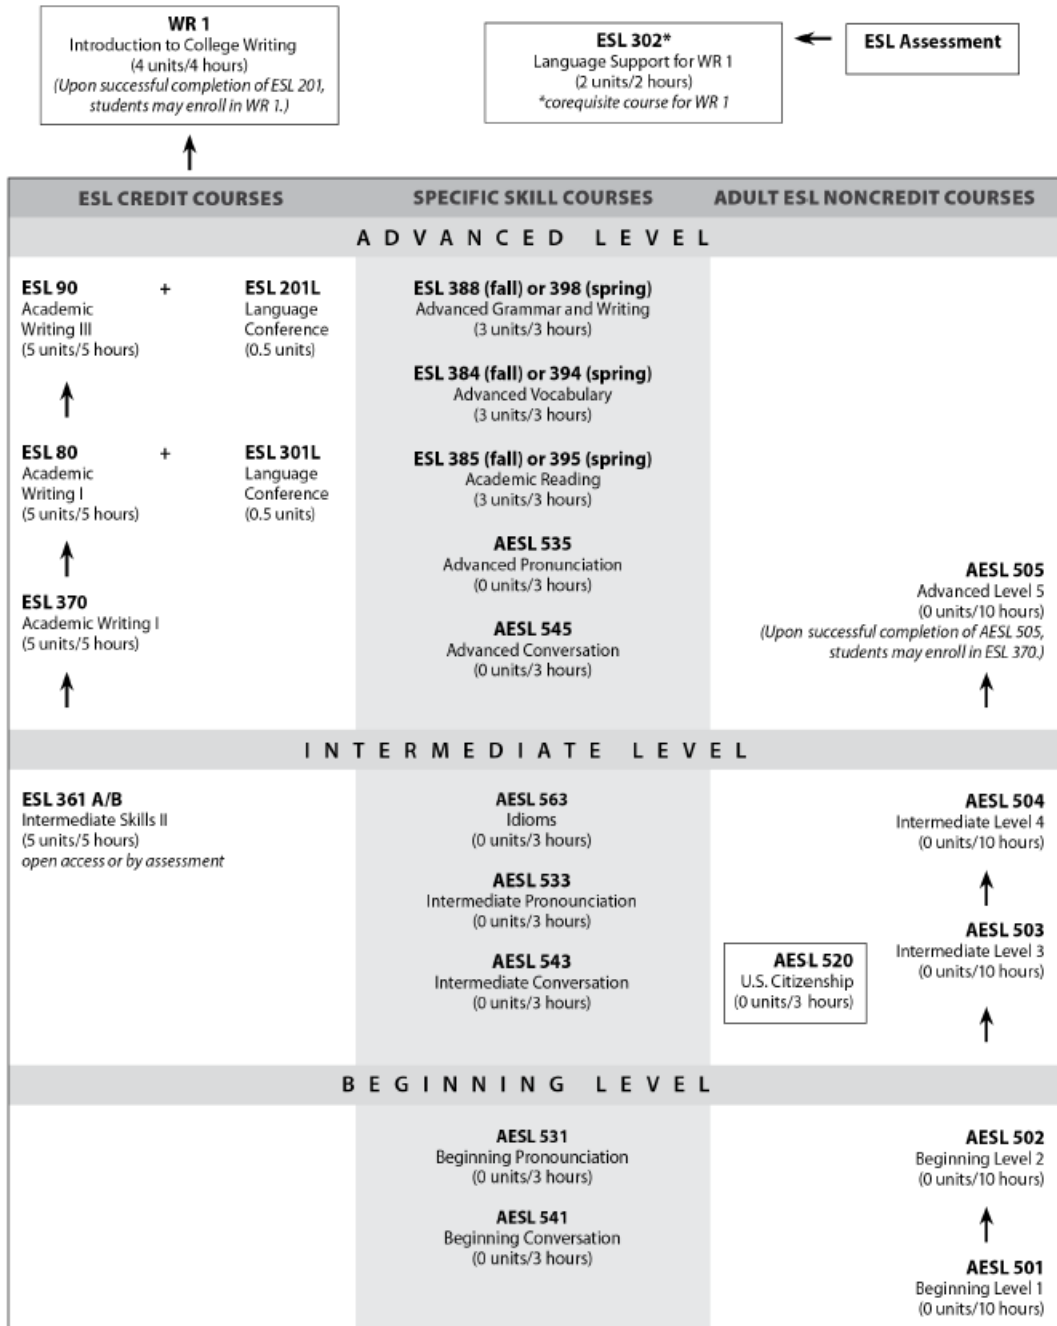 WR 1
Introduction to College Writing
(4 units/4 hours)
(Upon successful completion of ESL 201,
students may enroll in WR 1.)
ESL 302*
Language Support for WR 1
(2 units/2 hours)
*corequisite course for WR 1
ESL Assessment
ESL CREDIT COURSES
SPECIFIC SKILL COURSES
ADULT ESL NONCREDIT COURSES
ADVANCED LEVEL
ESL 90 + ESL 201L
Academic Language
Writing III Conference
(5 units/5 hours) (0.5 units)
ESL 80 + ESL 301L
Academic Language
Writing I Conference
(5 units/5 hours) (0.5 units)
ESL 370
Academic Writing I
(5 units/5 hours)
ESL 388 (fall) or 398 (spring)
Advanced Grammar and Writing
(3 units/3 hours)
ESL 384 (fall) or 394 (spring)
Advanced Vocabulary
(3 units/3 hours)
ESL 385 (fall) or 395 (spring)
Academic Reading
(3 units/3 hours)
AESL 535
Advanced Pronunciation
(0 units/3 hours)
AESL 545
Advanced Conversation
(0 units/3 hours)
AESL 505
Advanced Level 5
(0 units/10 hours)
(Upon successful completion of AESL 505,
students may enroll in ESL 370.)
INTERMEDIATE LEVEL
ESL 361 A/B
Intermediate Skills II
(5 units/5 hours)
open access or by assessment
AESL 563
Idioms
(0 units/3 hours)
AESL 533
Intermediate Pronounciation
(0 units/3 hours)
AESL 543
Intermediate Conversation
(0 units/3 hours)
AESL 504
Intermediate Level 4
(0 units/10 hours)
AESL 503
Intermediate Level 3
(0 units/10 hours)
AESL 520
U.S. Citizenship
(0 units/3 hours)
BEGINNING LEVEL
AESL 531
Beginning Pronounciation
(0 units/3 hours)
AESL 541
Beginning Conversation
(0 units/3 hours)
AESL 502
Beginning Level 2
(0 units/10 hours)
AESL 501
Beginning Level 1
(0 units/10 hours)